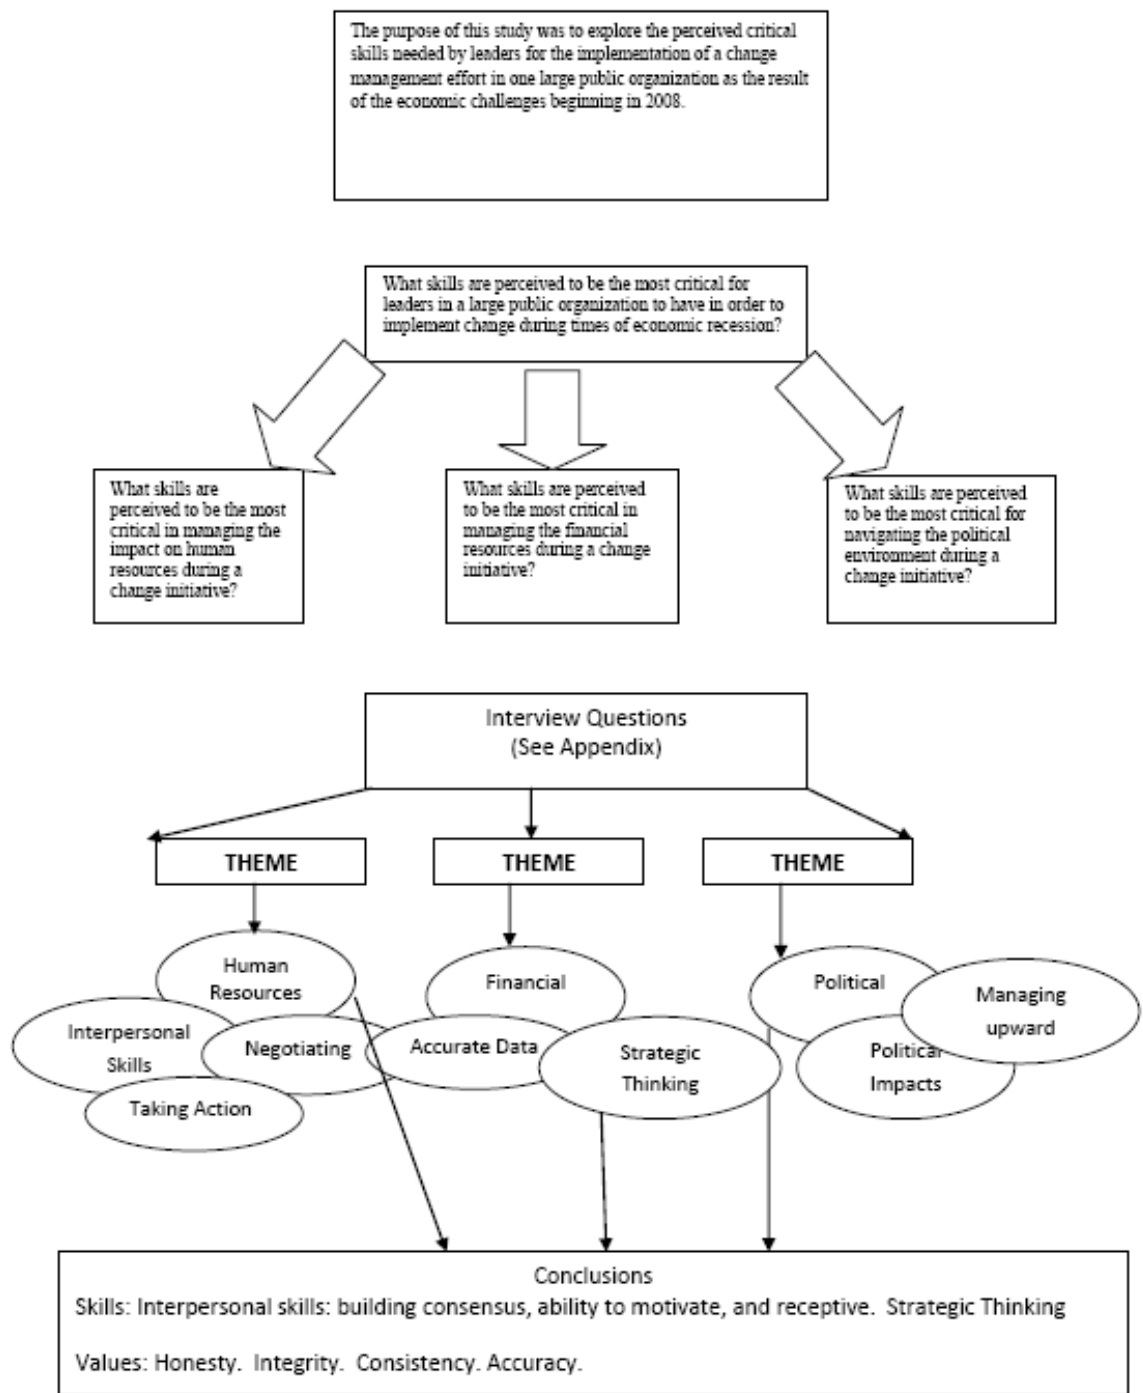 The purpose of this study was to explore the perceived critical
skills needed by leaders for the implementation of a change
management effort in one large public organization as the result
of the economic challenges beginning in 2008.
What skills are perceived to be the most critical for
leaders in a large public organization to have in order to
implement change during times of economic recession?
What skills are
perceived to be the most
critical in managing the
impact on human
resources during a
change initiative?
What skills are perceived
to be the most critical in
managing the financial
resources during a change
initiative?
What skills are perceived
to be the most critical for
navigating the political
environment during a
change initiative?
Interview Questions
(See Appendix)
THEME
THEME
THEME
Human
Resources
Interpersonal
Skills
Negotiating
Taking Action
Financial
Accurate Data
Strategic
Thinking
Political
Managing
upward
Political
Impacts
Conclusions
Skills: Interpersonal skills: building consensus, ability to motivate, and receptive.  Strategic Thinking
Values: Honesty.  Integrity.  Consistency. Accuracy.